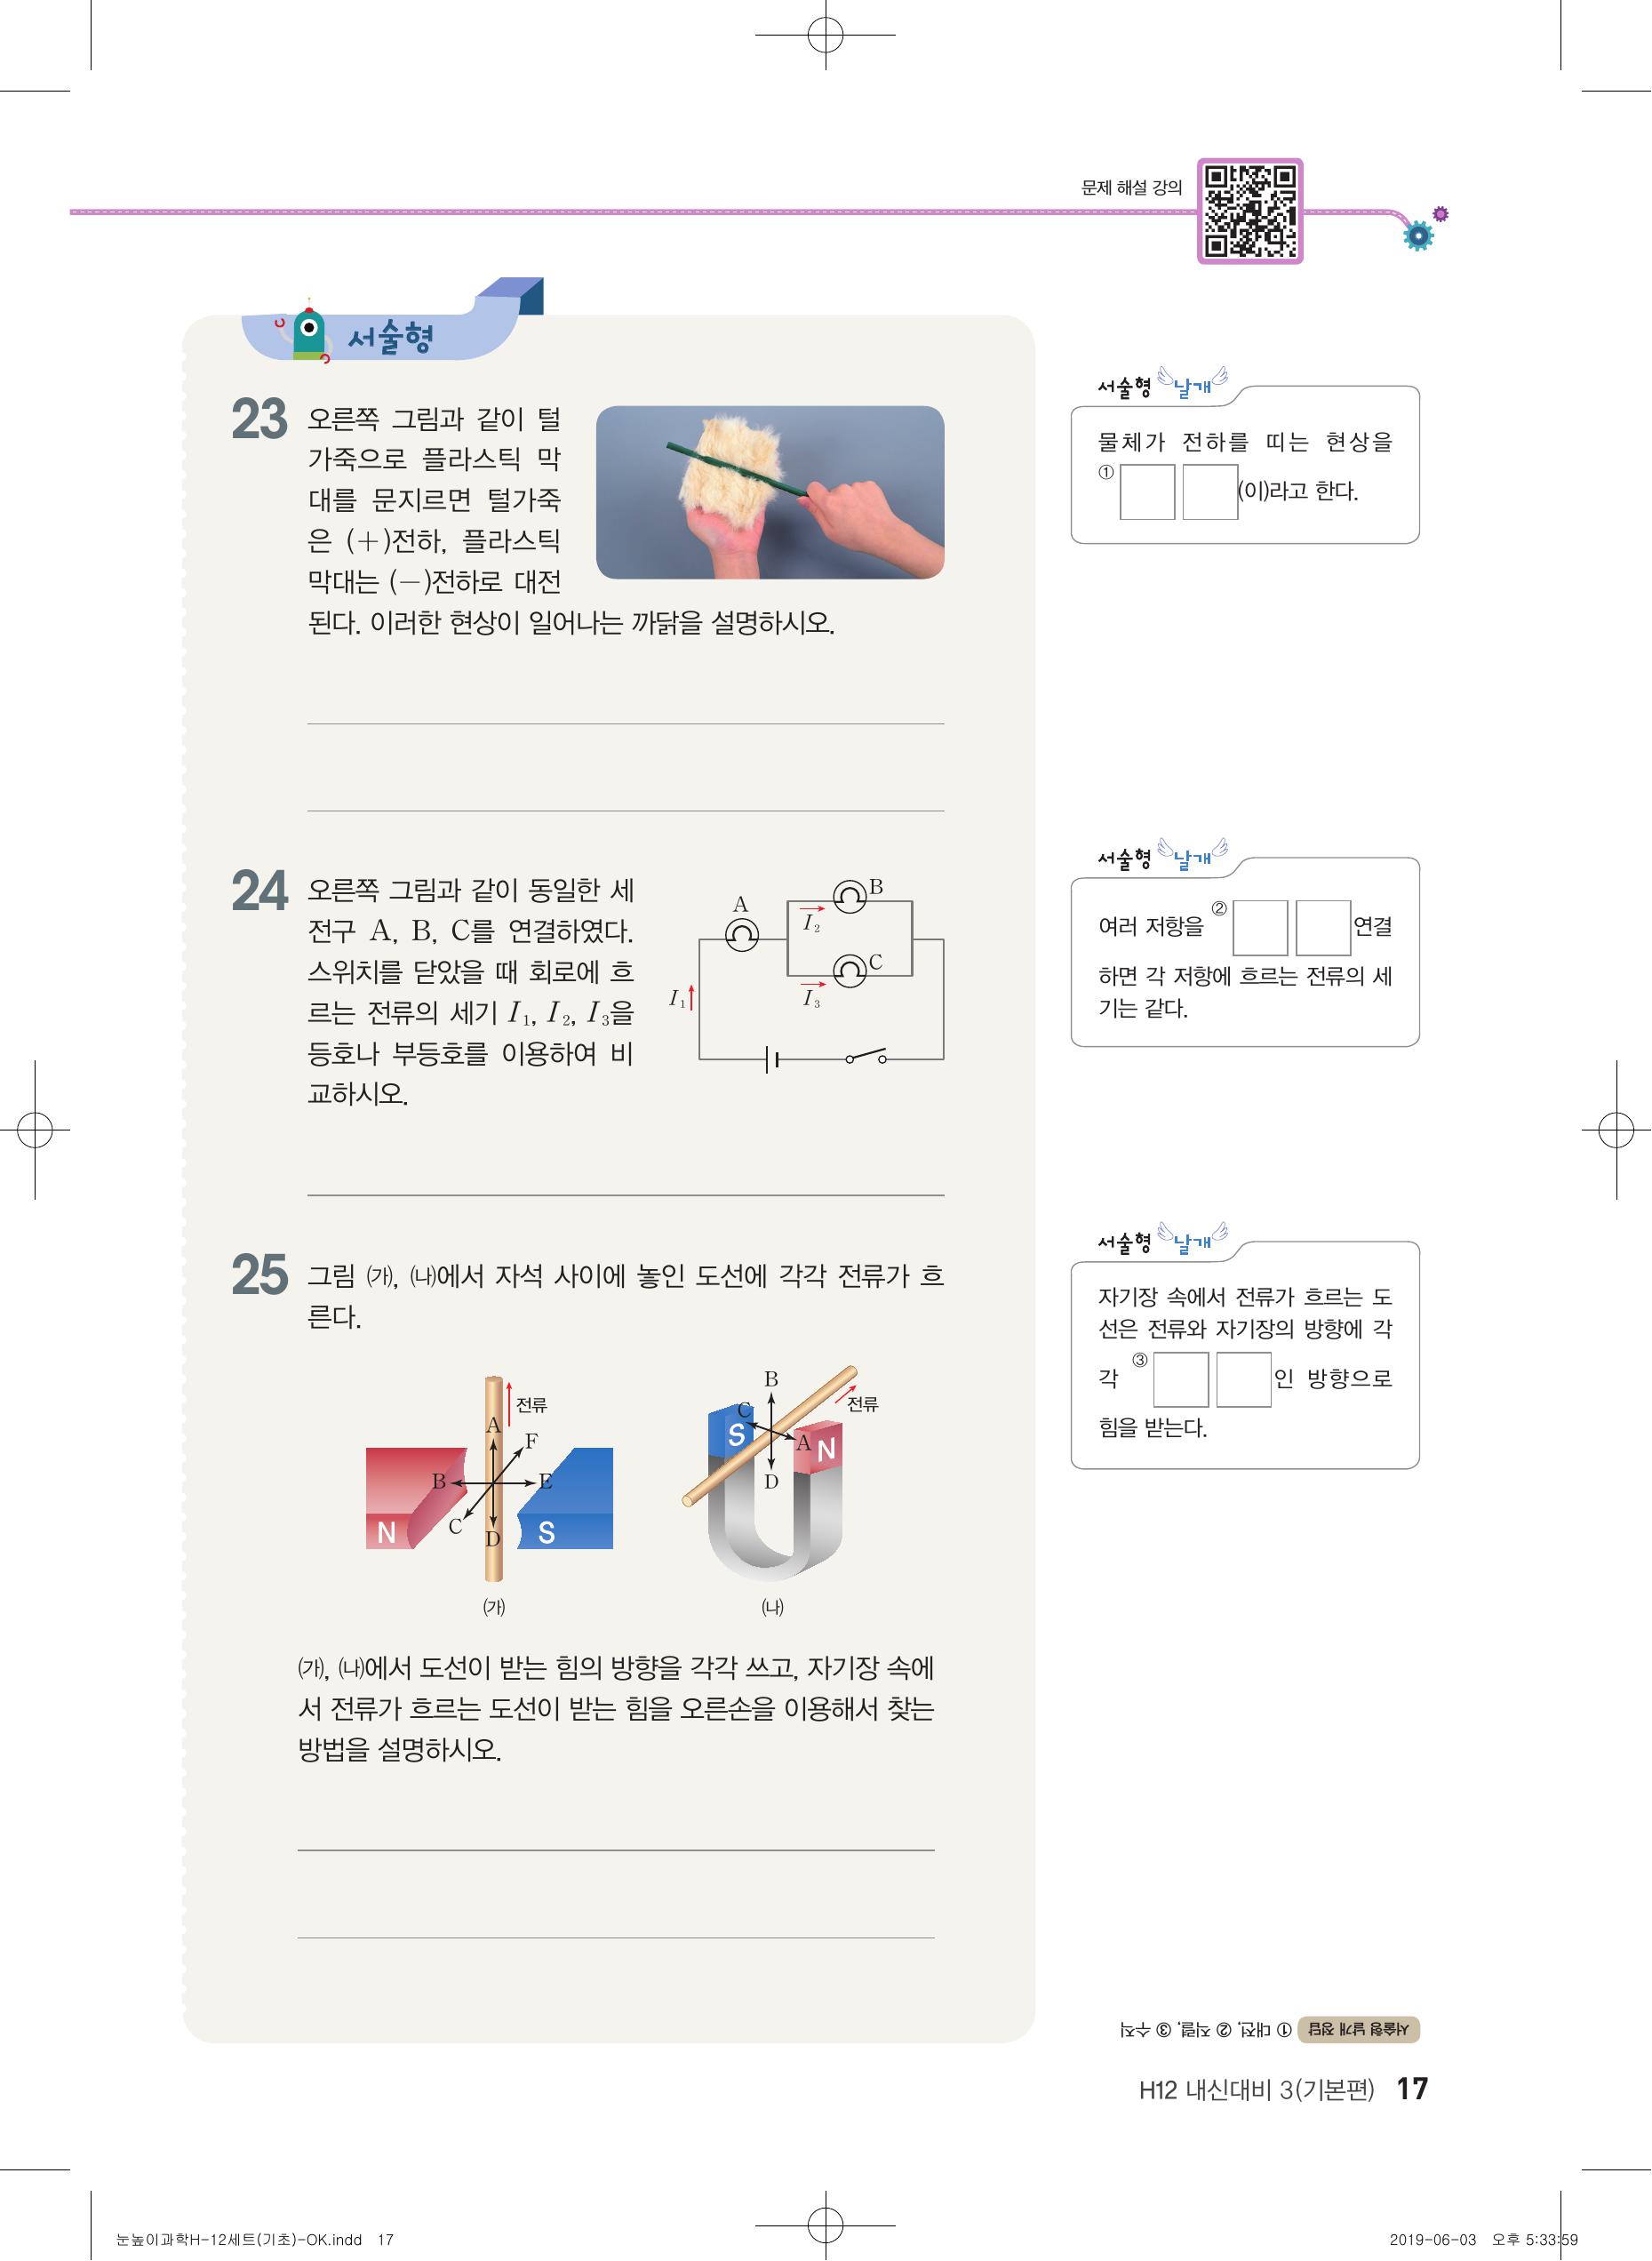 문제 해설 강의
서술형
23 오른쪽 그림과 같이 털
가죽으로 플라스틱 막
대를 문지르면 털가죽
은 (+)전하, 플라스틱
막대는 (-)전하로 대전
된다. 이러한 현상이 일어나는 까닭을 설명하시오.
서술형 날개
물체가 전하를 띠는 현상을
① (이)라고 한다.
24 오른쪽 그림과 같이 동일한 세
전구 A, B, C를 연결하였다.
스위치를 닫았을 때 회로에 흐
르는 전류의 세기 I₁, I₂, I₃을
등호나 부등호를 이용하여 비
교하시오.
A
B
I₂
C
I₃
I₁
서술형 날개
여러 저항을 ② 연결
하면 각 저항에 흐르는 전류의 세
기는 같다.
25 그림 ㈎, ㈏에서 자석 사이에 놓인 도선에 각각 전류가 흐
른다.
전류
A
F
B
E
C
D
N
S
㈎
B
전류
C
S
A
N
D
㈏
㈎, ㈏에서 도선이 받는 힘의 방향을 각각 쓰고, 자기장 속에
서 전류가 흐르는 도선이 받는 힘을 오른손을 이용해서 찾는
방법을 설명하시오.
서술형 날개
자기장 속에서 전류가 흐르는 도
선은 전류와 자기장의 방향에 각
각 ③ 인 방향으로
힘을 받는다.
서술형 날개 정답 ① 대전, ② 직렬, ③ 수직
H12 내신대비 3(기본편) 17
눈높이과학H-12세트(기초)-OK.indd 17
2019-06-03 오후 5:33:59